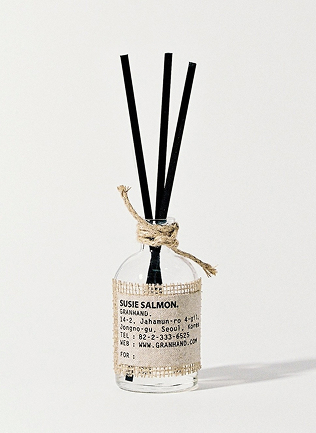 SUSIE SALMON.
GRANHAND.
14-2, Jahamun-ro 4-gil,
Jongno-gu, Seoul, Korea
TEL : 82-2-333-6525
WEB : WWW.GRANHAND.COM
FOR :